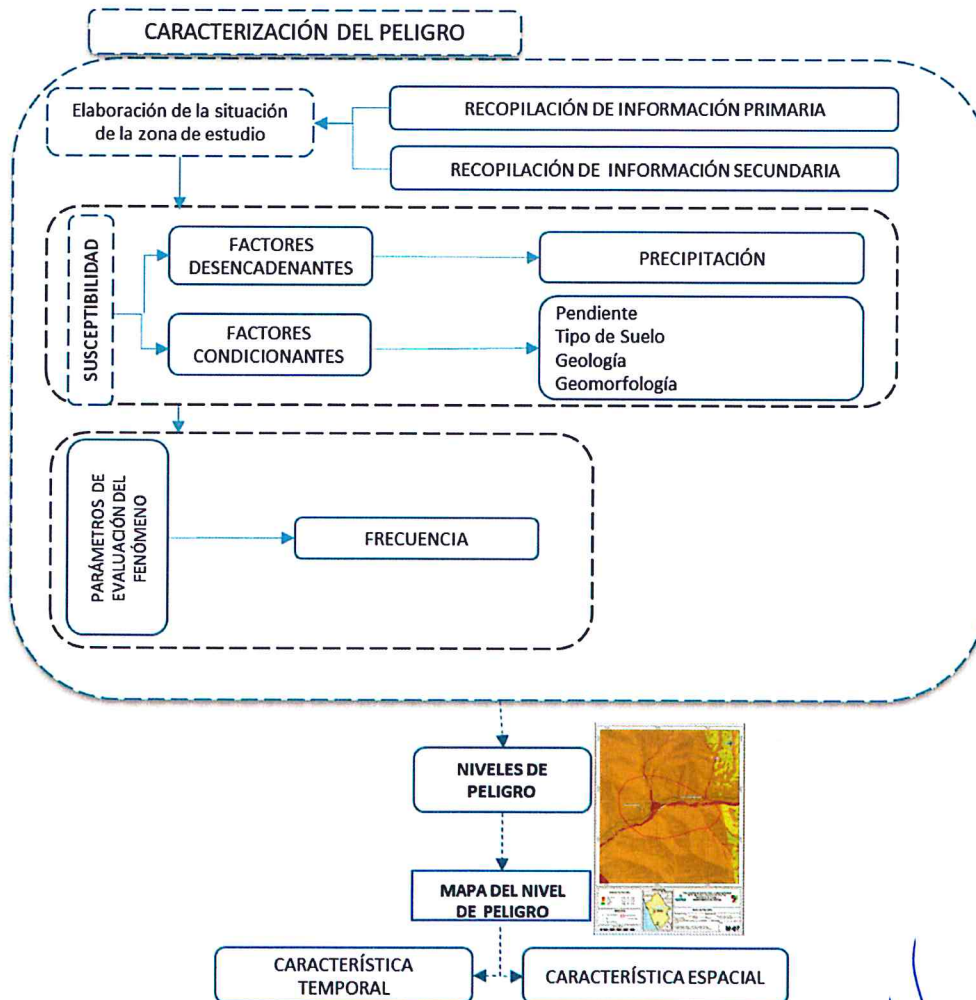 CARACTERIZACIÓN DEL PELIGRO
Elaboración de la situación
de la zona de estudio
RECOPILACIÓN DE INFORMACIÓN PRIMARIA
RECOPILACIÓN DE INFORMACIÓN SECUNDARIA
SUSCEPTIBILIDAD
FACTORES
DESENCADENANTES
PRECIPITACIÓN
FACTORES
CONDICIONANTES
Pendiente
Tipo de Suelo
Geología
Geomorfología
PARÁMETROS DE
EVALUACIÓN DEL
FENÓMENO
FRECUENCIA
NIVELES DE
PELIGRO
MAPA DEL NIVEL
DE PELIGRO
M-07
CARACTERÍSTICA
TEMPORAL
CARACTERÍSTICA ESPACIAL